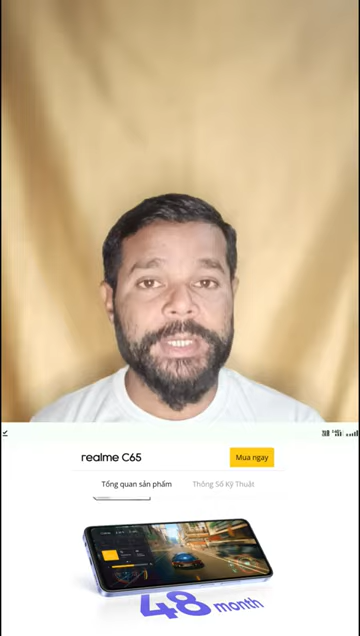 realme C65
Mua ngay
Tổng quan sản phẩm
Thông Số Kỹ Thuật
48 month